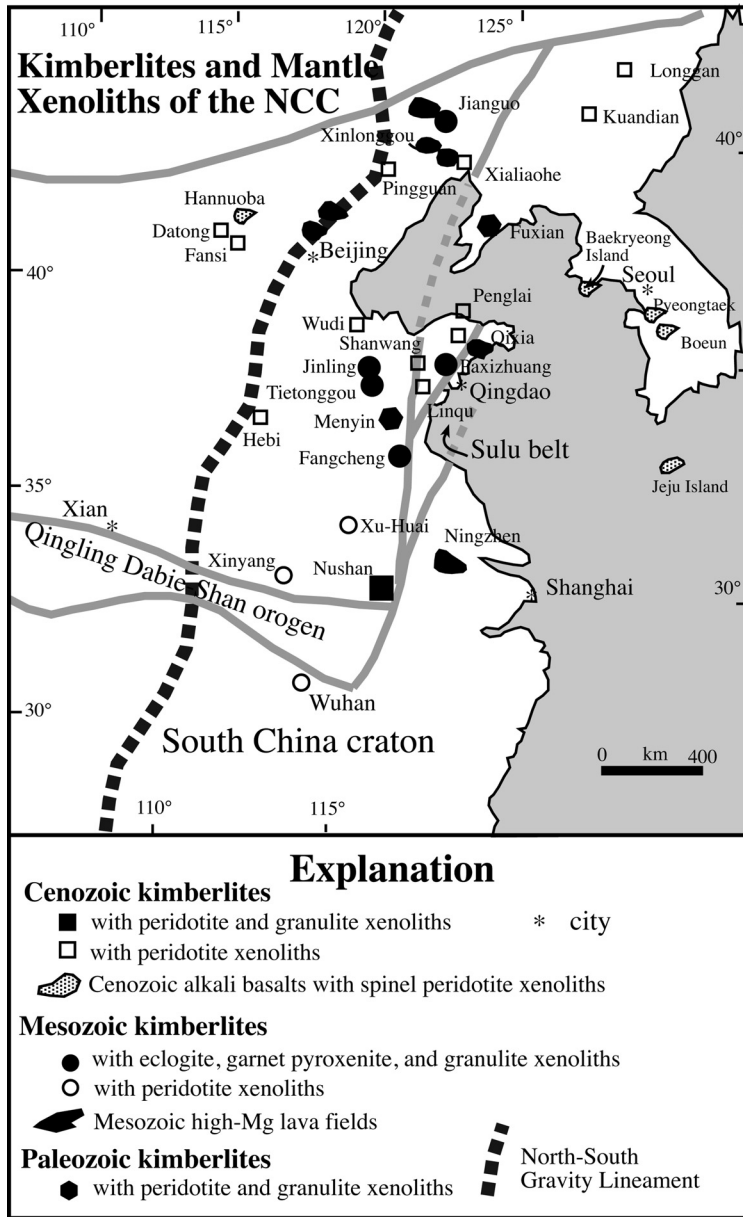 110°
115°
120°
125°
Kimberlites and Mantle
Xenoliths of the NCC
Longgan
Jianguo
Kuandian
Xinlonggou
40°
Xialiaohe
Pingguan
Hannuoba
Datong
Fansi
Fuxian
Beijing
Baekryeong
Island
40°
Seoul
Penglai
Pyeongtaek
Wudi
Shanwang
Qixia
Boeun
Jinling
Baxizhuang
Tietonggou
Qingdao
Linqu
Menyin
Hebi
Sulu belt
Fangcheng
Jeju Island
35°
Xian
Xu-Huai
Ningzhen
Qingling Dabie-Shan orogen
Xinyang
Nushan
Shanghai
30°
Wuhan
30°
South China craton
0 km 400
110°
115°
Explanation
Cenozoic kimberlites
with peridotite and granulite xenoliths
* city
with peridotite xenoliths
Cenozoic alkali basalts with spinel peridotite xenoliths
Mesozoic kimberlites
with eclogite, garnet pyroxenite, and granulite xenoliths
with peridotite xenoliths
Mesozoic high-Mg lava fields
Paleozoic kimberlites
with peridotite and granulite xenoliths
North-South
Gravity Lineament